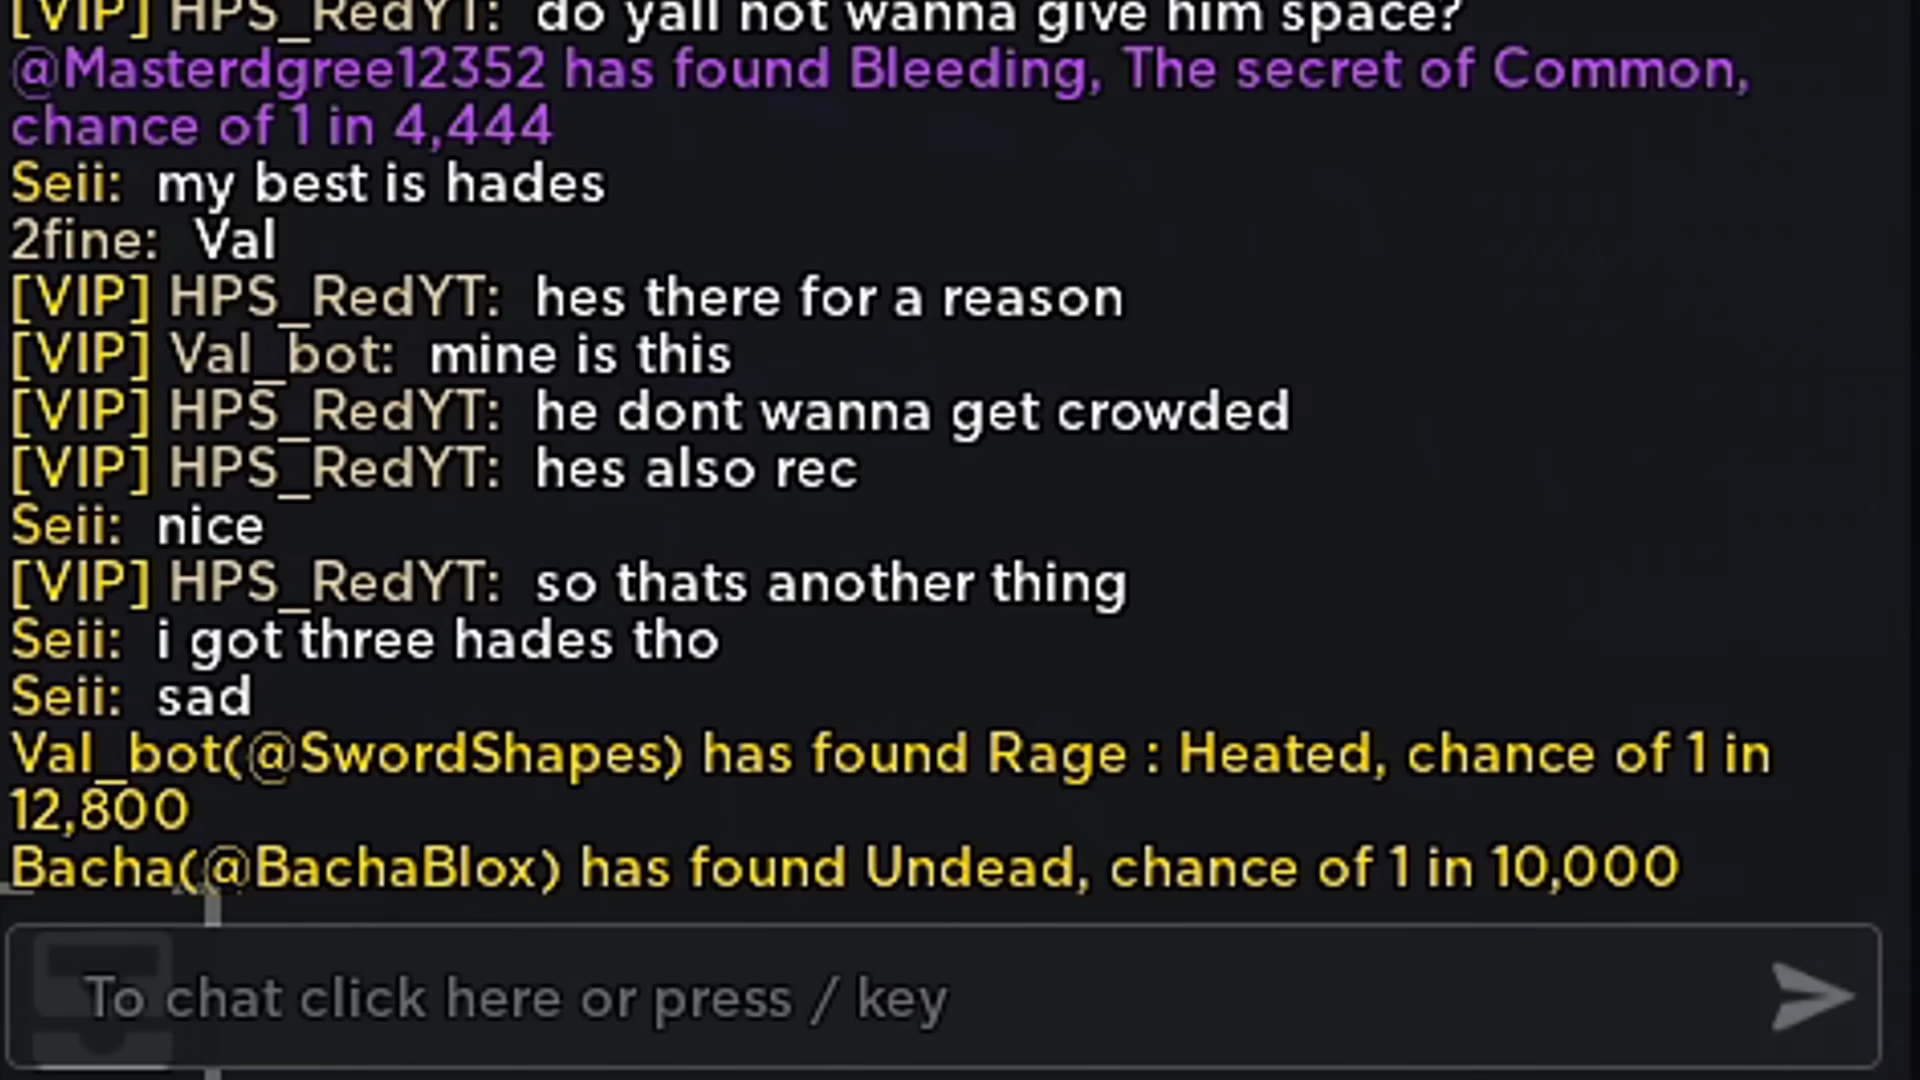 [VIP] HPS_RedYT: do yall not wanna give him space?
@Masterdgree12352 has found Bleeding, The secret of Common,
chance of 1 in 4,444
Seii: my best is hades
2fine: Val
[VIP] HPS_RedYT: hes there for a reason
[VIP] Val_bot: mine is this
[VIP] HPS_RedYT: he dont wanna get crowded
[VIP] HPS_RedYT: hes also rec
Seii: nice
[VIP] HPS_RedYT: so thats another thing
Seii: i got three hades tho
Seii: sad
Val_bot(@SwordShapes) has found Rage : Heated, chance of 1 in
12,800
Bacha(@BachaBlox) has found Undead, chance of 1 in 10,000
To chat click here or press / key